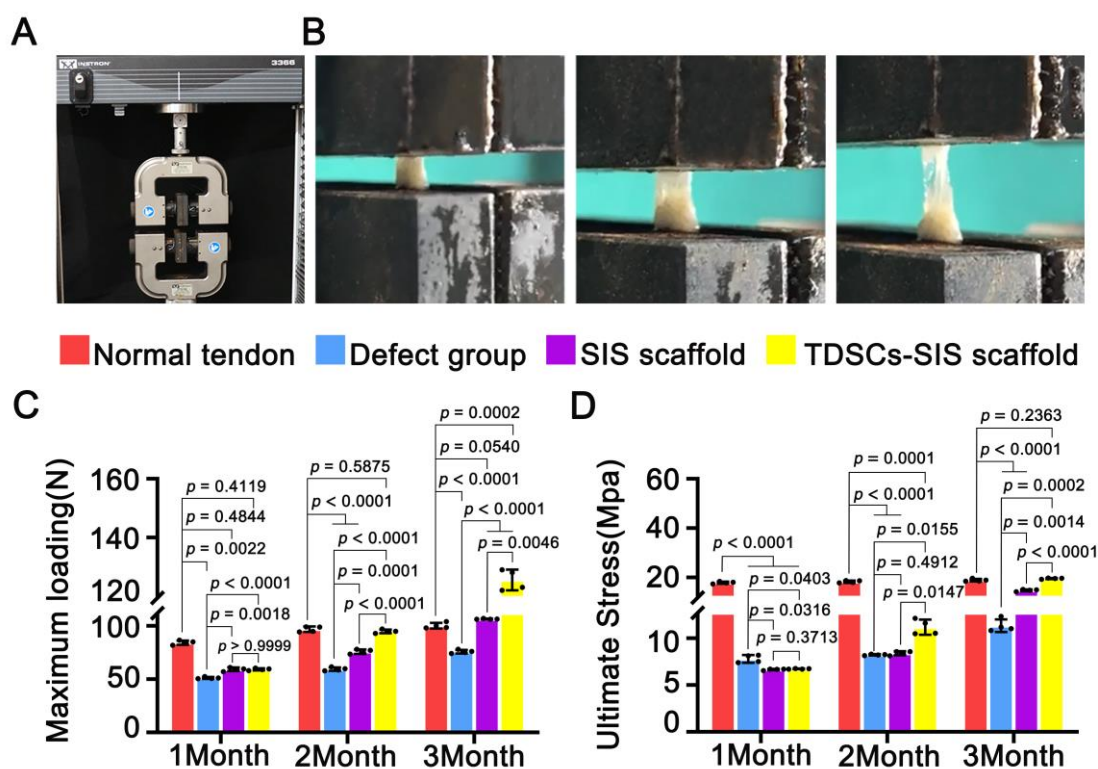 A
B
INSTRON
3366
Normal tendon
Defect group
SIS scaffold
TDSCs-SIS scaffold
C
Maximum loading(N)
160
140
120
100
50
0
p = 0.4119
p = 0.4844
p = 0.0022
p < 0.0001
p = 0.0018
p > 0.9999
p = 0.5875
p < 0.0001
p < 0.0001
p = 0.0001
p < 0.0001
p = 0.0002
p = 0.0540
p < 0.0001
p < 0.0001
p = 0.0046
1Month
2Month
3Month
D
Ultimate Stress(Mpa)
60
40
20
10
5
0
p < 0.0001
p = 0.0403
p = 0.0316
p = 0.3713
p = 0.0001
p < 0.0001
p = 0.0155
p = 0.4912
p = 0.0147
p = 0.2363
p < 0.0001
p = 0.0002
p = 0.0014
p < 0.0001
1Month
2Month
3Month